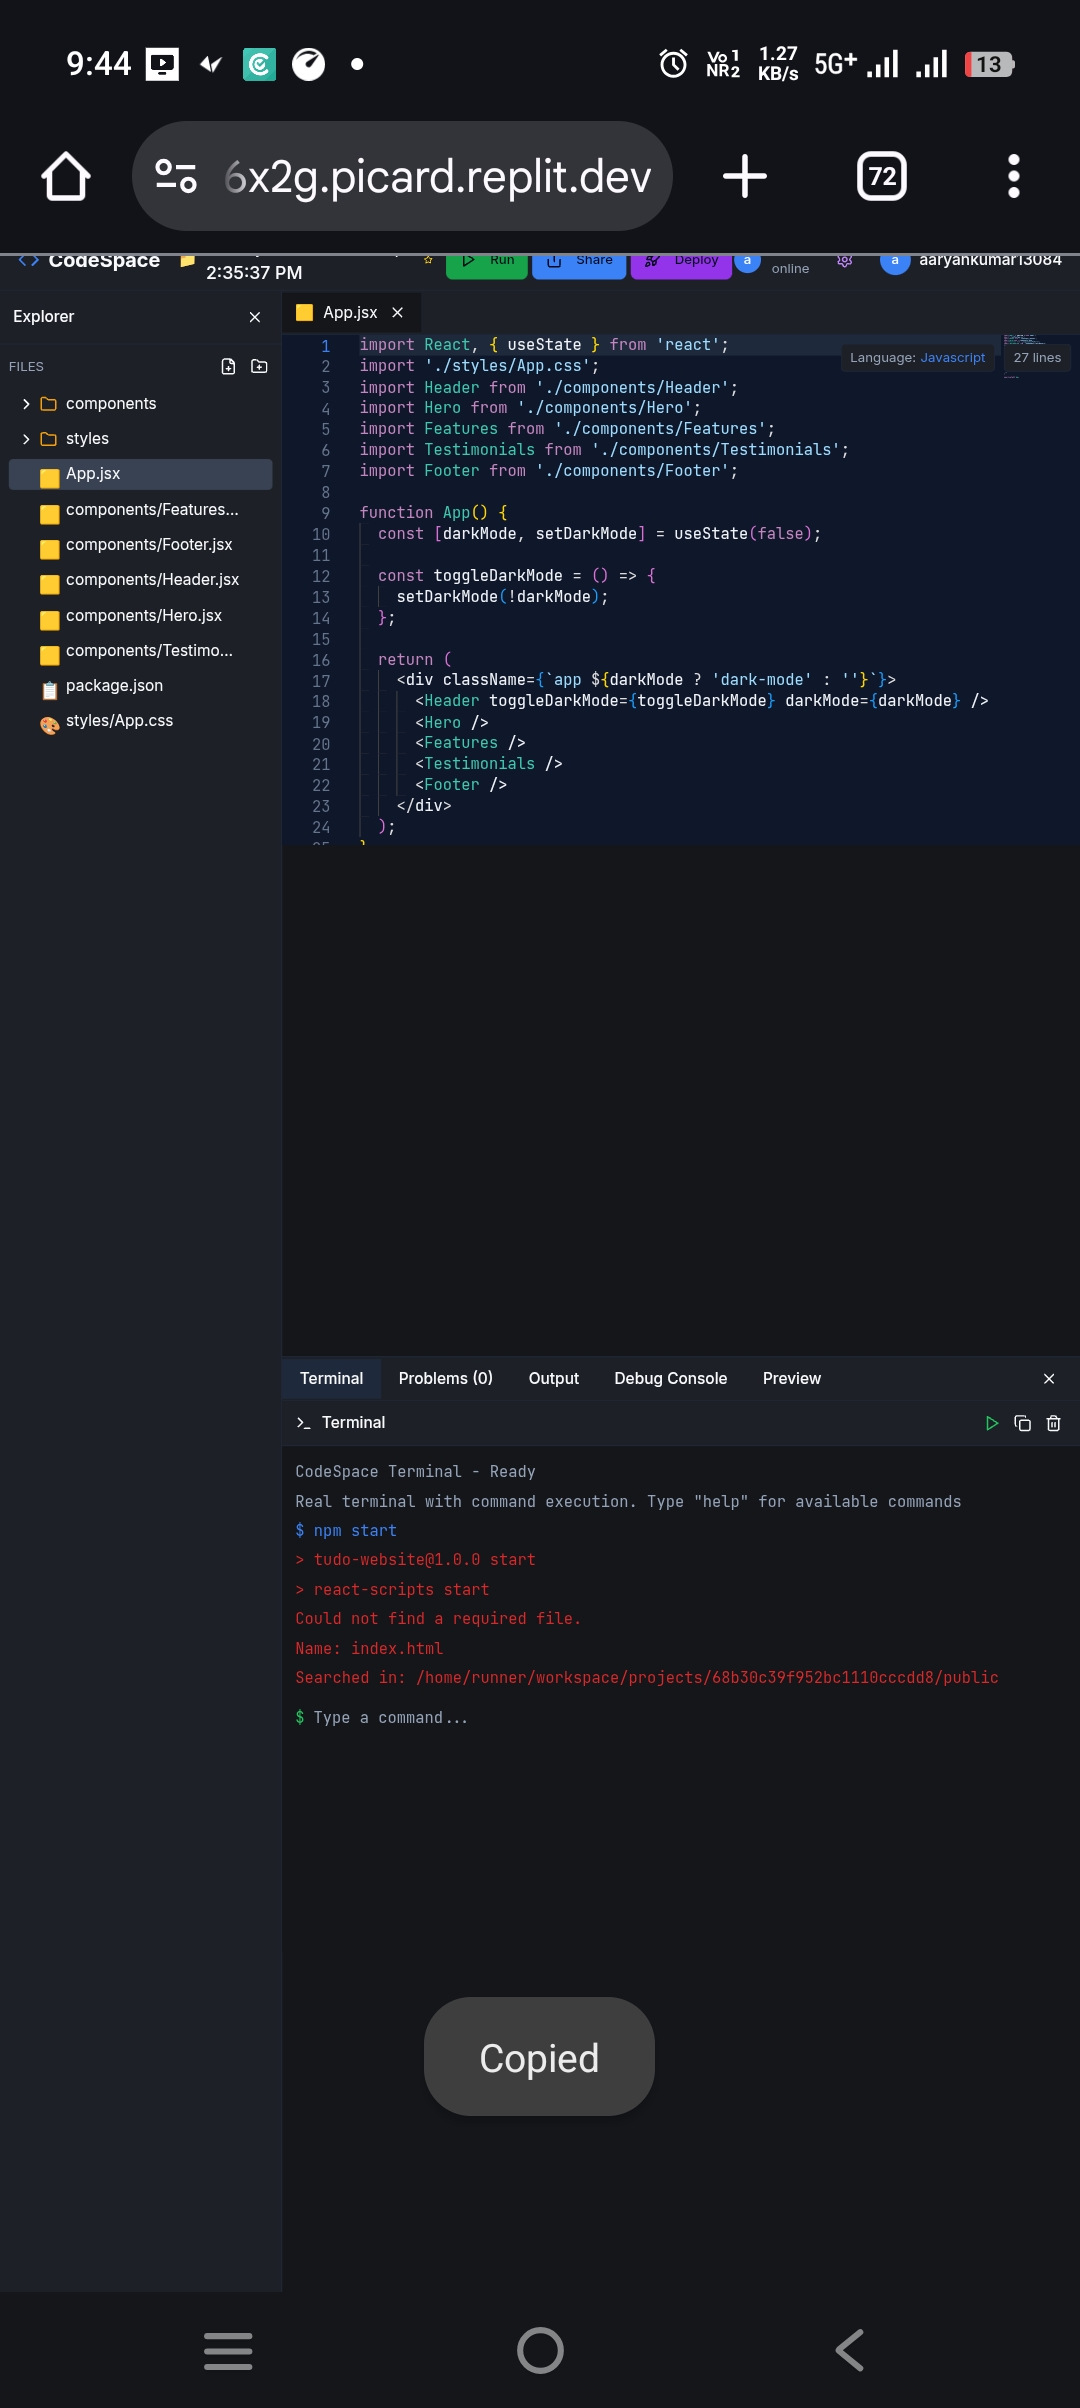 9:44
Vo 1
NR2
1.27
KB/s
5G+
13
6x2g.picard.replit.dev
72
CodeSpace
2:35:37 PM
Run
Share
Deploy
a
online
a
aaryankumar13084
Explorer
App.jsx
FILES
components
styles
App.jsx
components/Features...
components/Footer.jsx
components/Header.jsx
components/Hero.jsx
components/Testimo...
package.json
styles/App.css
Language: Javascript
27 lines
1 import React, { useState } from 'react';
2 import './styles/App.css';
3 import Header from './components/Header';
4 import Hero from './components/Hero';
5 import Features from './components/Features';
6 import Testimonials from './components/Testimonials';
7 import Footer from './components/Footer';
8
9 function App() {
10 const [darkMode, setDarkMode] = useState(false);
11
12 const toggleDarkMode = () => {
13 setDarkMode(!darkMode);
14 };
15
16 return (
17 <div className={`app ${darkMode ? 'dark-mode' : ''}`}>
18 <Header toggleDarkMode={toggleDarkMode} darkMode={darkMode} />
19 <Hero />
20 <Features />
21 <Testimonials />
22 <Footer />
23 </div>
24 );
Terminal
Problems (0)
Output
Debug Console
Preview
Terminal
CodeSpace Terminal - Ready
Real terminal with command execution. Type "help" for available commands
$ npm start
> tudo-website@1.0.0 start
> react-scripts start
Could not find a required file.
Name: index.html
Searched in: /home/runner/workspace/projects/68b30c39f952bc1110cccdd8/public
$ Type a command...
Copied